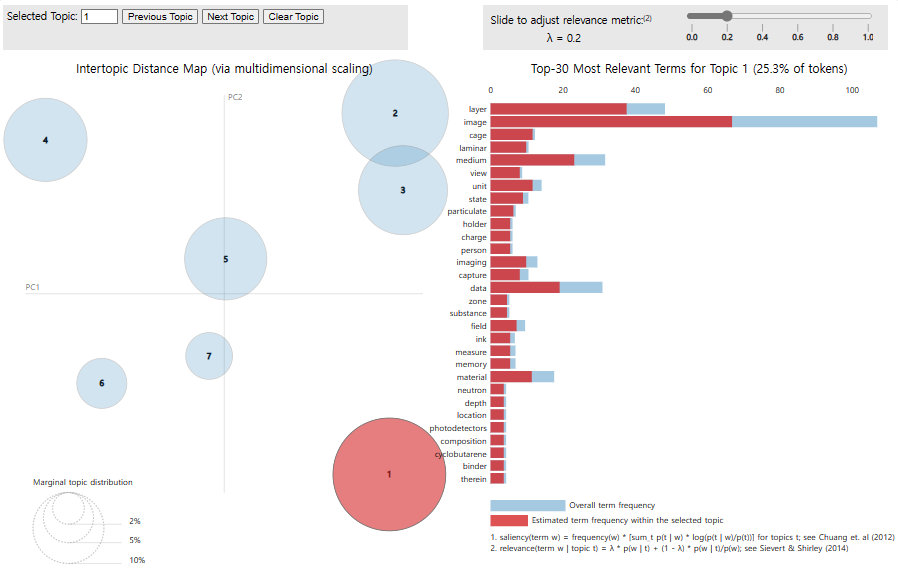 Selected Topic: 1 Previous Topic Next Topic Clear Topic
Slide to adjust relevance metric:(2)
λ = 0.2
0.0 0.2 0.4 0.6 0.8 1.0
Intertopic Distance Map (via multidimensional scaling)
PC2
PC1
2
4
3
5
7
6
1
Marginal topic distribution
2%
5%
10%
Top-30 Most Relevant Terms for Topic 1 (25.3% of tokens)
0 20 40 60 80 100
layer
image
cage
laminar
medium
view
unit
state
particulate
holder
charge
person
imaging
capture
data
zone
substance
field
ink
measure
memory
material
neutron
depth
location
photodetectors
composition
cyclobutarene
binder
therein
Overall term frequency
Estimated term frequency within the selected topic
1. saliency(term w) = frequency(w) * [sum_t p(t | w) * log(p(t | w)/p(t))] for topics t; see Chuang et. al (2012)
2. relevance(term w | topic t) = λ * p(w | t) + (1 - λ) * p(w | t)/p(w); see Sievert & Shirley (2014)